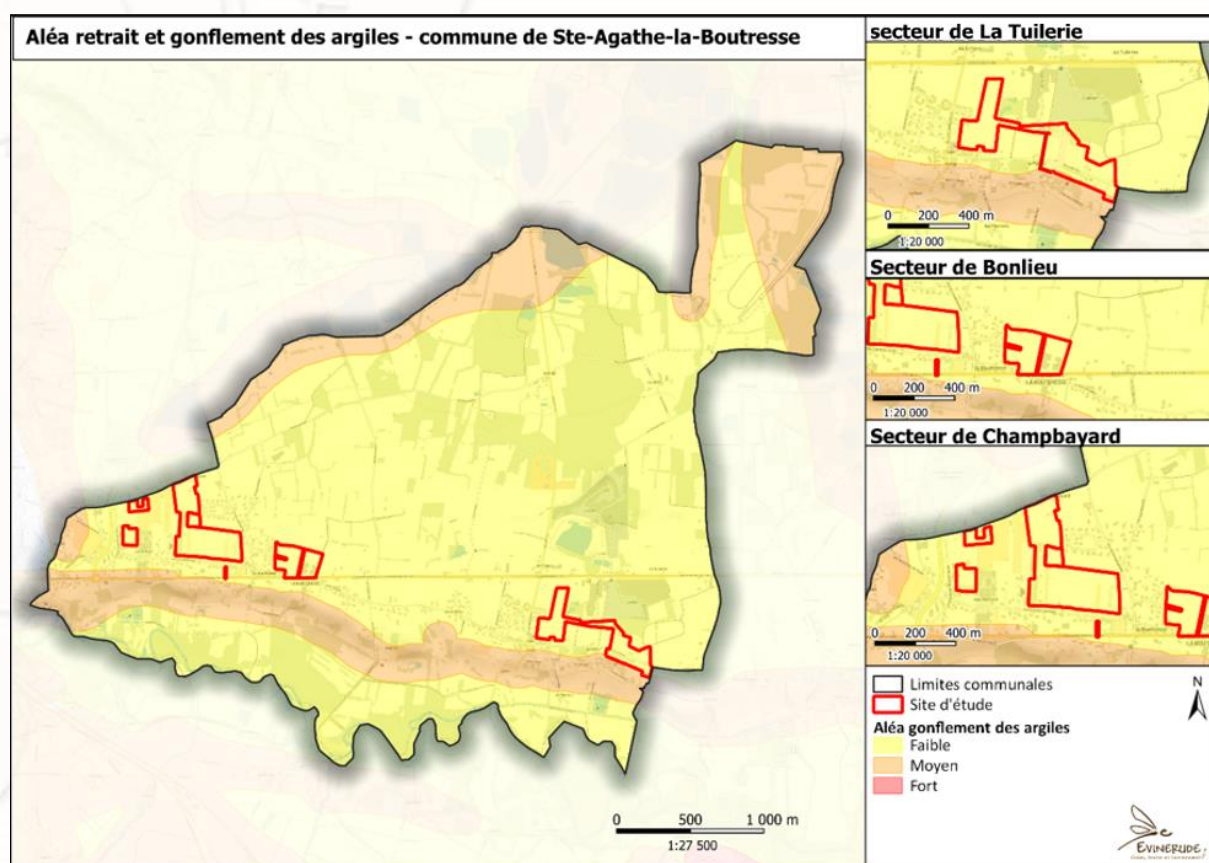 Aléa retrait et gonflement des argiles - commune de Ste-Agathe-la-Boutresse
secteur de La Tuilerie
0 200 400 m
1:20 000
Secteur de Bonlieu
0 200 400 m
1:20 000
Secteur de Champbayard
0 200 400 m
1:20 000
Limites communales
Site d'étude
Aléa gonflement des argiles
Faible
Moyen
Fort
N
0 500 1 000 m
1:27 500
EVINERUDE